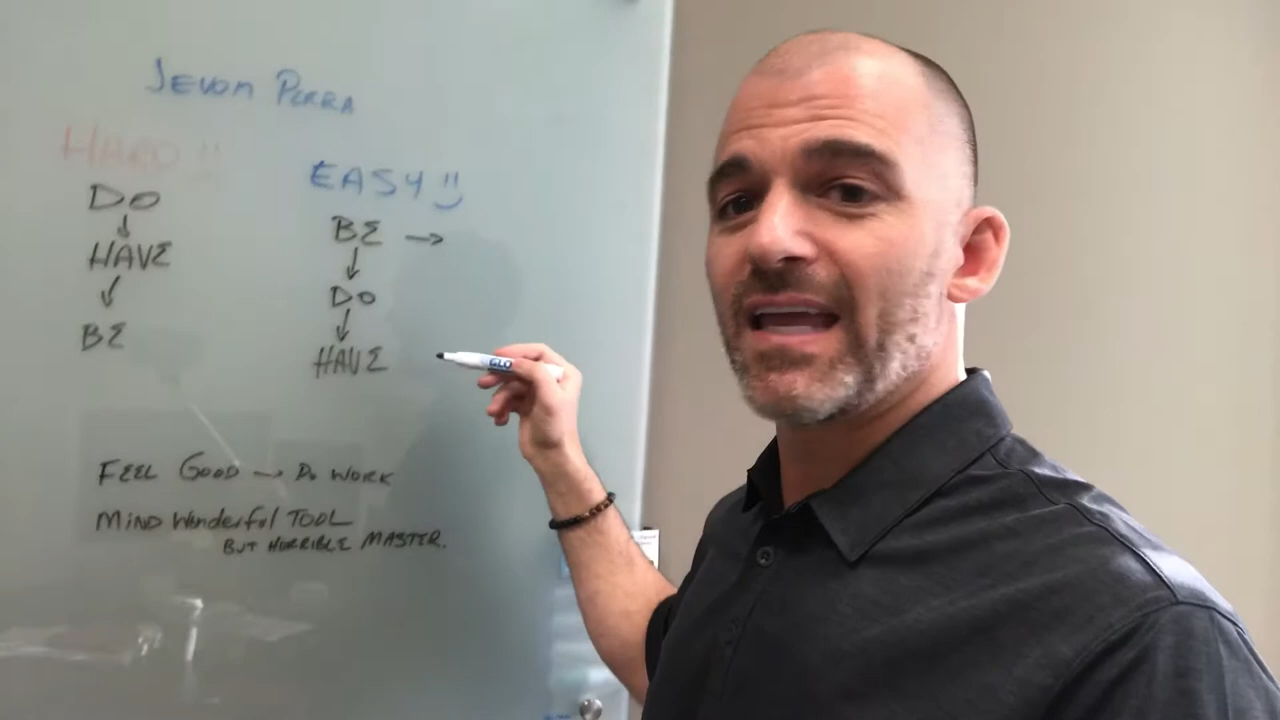 JEVON PERRA
HARD !!
DO
↓
HAVE
↓
BE
EASY !!
BE →
↓
DO
↓
HAVE
GLO
FEEL GOOD → DO WORK
MIND Wonderful TOOL
BUT HORRIBLE MASTER.